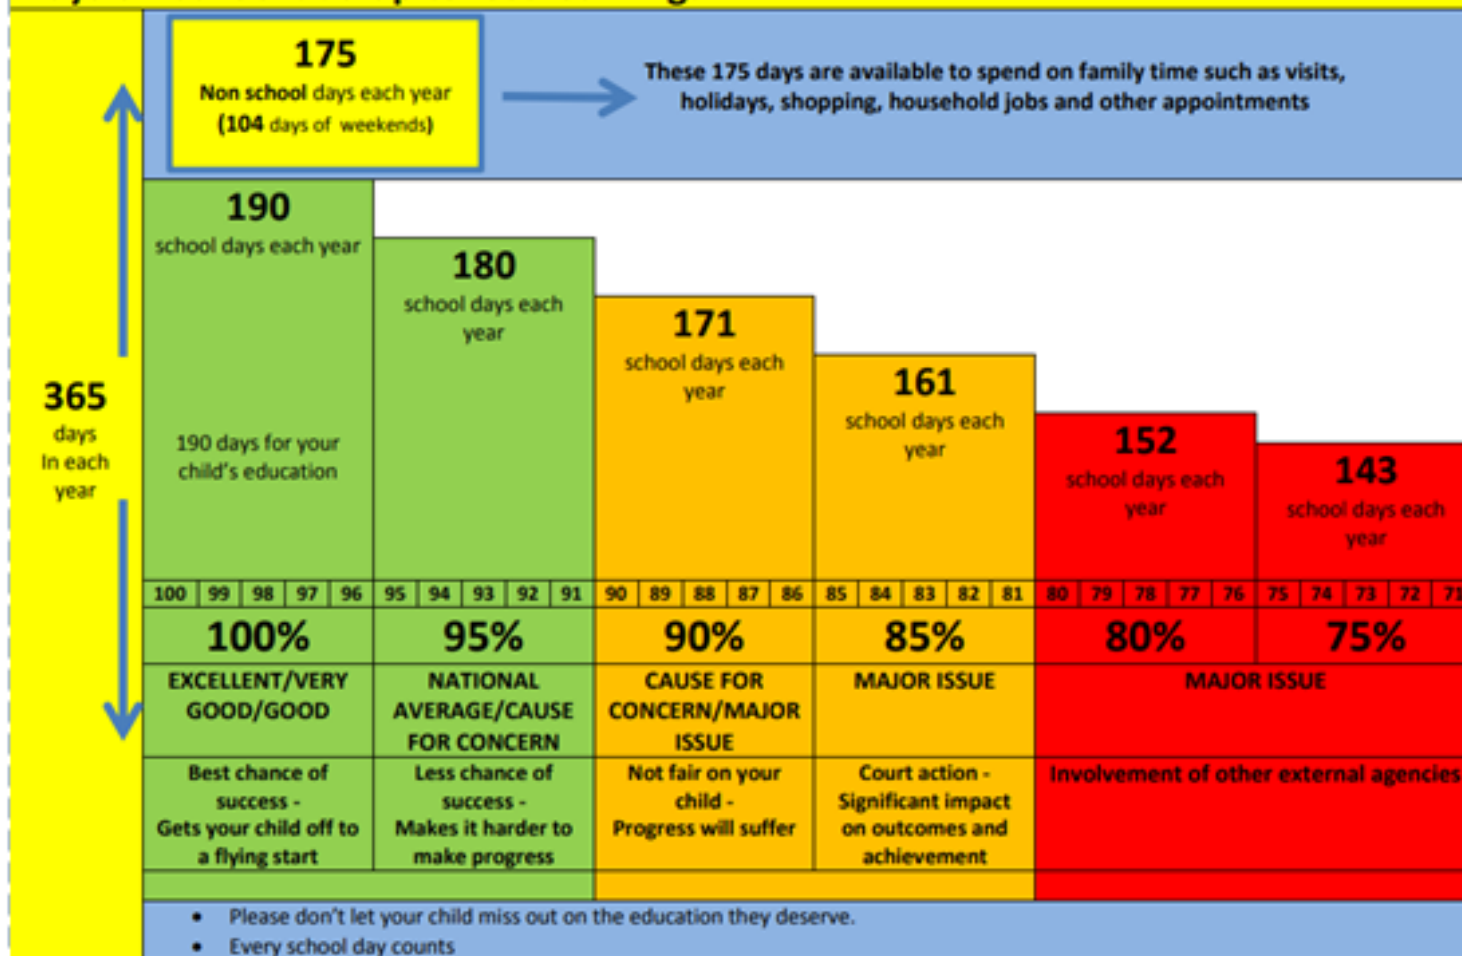 175
Non school days each year
(104 days of weekends)
These 175 days are available to spend on family time such as visits,
holidays, shopping, household jobs and other appointments
365
days
In each
year
190
school days each year
190 days for your
child's education
180
school days each
year
171
school days each
year
161
school days each
year
152
school days each
year
143
school days each
year
100 99 98 97 96 95 94 93 92 91 90 89 88 87 86 85 84 83 82 81 80 79 78 77 76 75 74 73 72 71
100% 95% 90% 85% 80% 75%
EXCELLENT/VERY
GOOD/GOOD
NATIONAL
AVERAGE/CAUSE
FOR CONCERN
CAUSE FOR
CONCERN/MAJOR
ISSUE
MAJOR ISSUE
MAJOR ISSUE
Best chance of
success -
Gets your child off to
a flying start
Less chance of
success -
Makes it harder to
make progress
Not fair on your
child -
Progress will suffer
Court action -
Significant impact
on outcomes and
achievement
Involvement of other external agencies
• Please don't let your child miss out on the education they deserve.
• Every school day counts